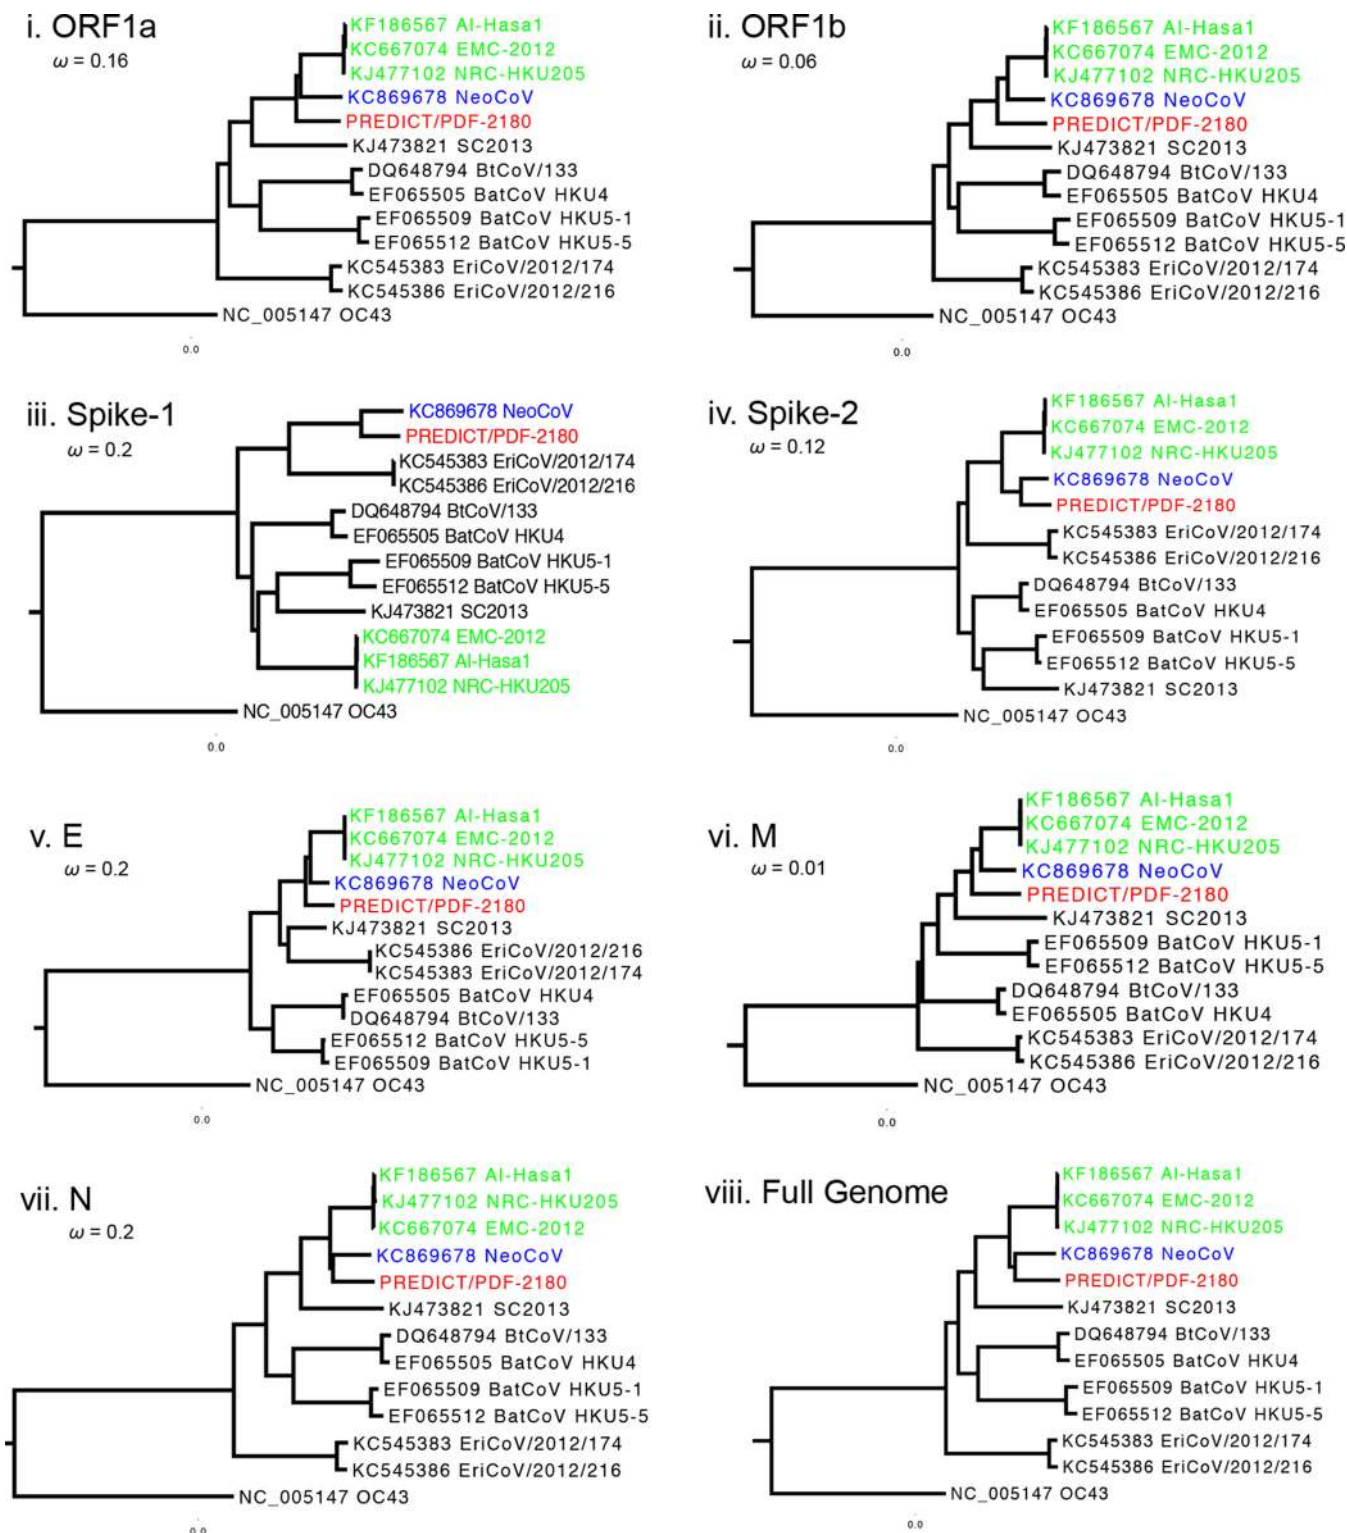 i. ORF1a
ω = 0.16
KF186567 Al-Hasa1
KC667074 EMC-2012
KJ477102 NRC-HKU205
KC869678 NeoCoV
PREDICT/PDF-2180
KJ473821 SC2013
DQ648794 BtCoV/133
EF065505 BatCoV HKU4
EF065509 BatCoV HKU5-1
EF065512 BatCoV HKU5-5
KC545383 EriCoV/2012/174
KC545386 EriCoV/2012/216
NC_005147 OC43
0.0
ii. ORF1b
ω = 0.06
KF186567 Al-Hasa1
KC667074 EMC-2012
KJ477102 NRC-HKU205
KC869678 NeoCoV
PREDICT/PDF-2180
KJ473821 SC2013
DQ648794 BtCoV/133
EF065505 BatCoV HKU4
EF065509 BatCoV HKU5-1
EF065512 BatCoV HKU5-5
KC545383 EriCoV/2012/174
KC545386 EriCoV/2012/216
NC_005147 OC43
0.0
iii. Spike-1
ω = 0.2
KC869678 NeoCoV
PREDICT/PDF-2180
KC545383 EriCoV/2012/174
KC545386 EriCoV/2012/216
DQ648794 BtCoV/133
EF065505 BatCoV HKU4
EF065509 BatCoV HKU5-1
EF065512 BatCoV HKU5-5
KJ473821 SC2013
KC667074 EMC-2012
KF186567 Al-Hasa1
KJ477102 NRC-HKU205
NC_005147 OC43
0.0
iv. Spike-2
ω = 0.12
KF186567 Al-Hasa1
KC667074 EMC-2012
KJ477102 NRC-HKU205
KC869678 NeoCoV
PREDICT/PDF-2180
KC545383 EriCoV/2012/174
KC545386 EriCoV/2012/216
DQ648794 BtCoV/133
EF065505 BatCoV HKU4
EF065509 BatCoV HKU5-1
EF065512 BatCoV HKU5-5
KJ473821 SC2013
NC_005147 OC43
0.0
v. E
ω = 0.2
KF186567 Al-Hasa1
KC667074 EMC-2012
KJ477102 NRC-HKU205
KC869678 NeoCoV
PREDICT/PDF-2180
KJ473821 SC2013
KC545386 EriCoV/2012/216
KC545383 EriCoV/2012/174
EF065505 BatCoV HKU4
DQ648794 BtCoV/133
EF065512 BatCoV HKU5-5
EF065509 BatCoV HKU5-1
NC_005147 OC43
0.0
vi. M
ω = 0.01
KF186567 Al-Hasa1
KC667074 EMC-2012
KJ477102 NRC-HKU205
KC869678 NeoCoV
PREDICT/PDF-2180
KJ473821 SC2013
EF065509 BatCoV HKU5-1
EF065512 BatCoV HKU5-5
DQ648794 BtCoV/133
EF065505 BatCoV HKU4
KC545383 EriCoV/2012/174
KC545386 EriCoV/2012/216
NC_005147 OC43
0.0
vii. N
ω = 0.2
KF186567 Al-Hasa1
KJ477102 NRC-HKU205
KC667074 EMC-2012
KC869678 NeoCoV
PREDICT/PDF-2180
KJ473821 SC2013
DQ648794 BtCoV/133
EF065505 BatCoV HKU4
EF065509 BatCoV HKU5-1
EF065512 BatCoV HKU5-5
KC545383 EriCoV/2012/174
KC545386 EriCoV/2012/216
NC_005147 OC43
0.0
viii. Full Genome
KF186567 Al-Hasa1
KC667074 EMC-2012
KJ477102 NRC-HKU205
KC869678 NeoCoV
PREDICT/PDF-2180
KJ473821 SC2013
DQ648794 BtCoV/133
EF065505 BatCoV HKU4
EF065509 BatCoV HKU5-1
EF065512 BatCoV HKU5-5
KC545383 EriCoV/2012/174
KC545386 EriCoV/2012/216
NC_005147 OC43
0.0